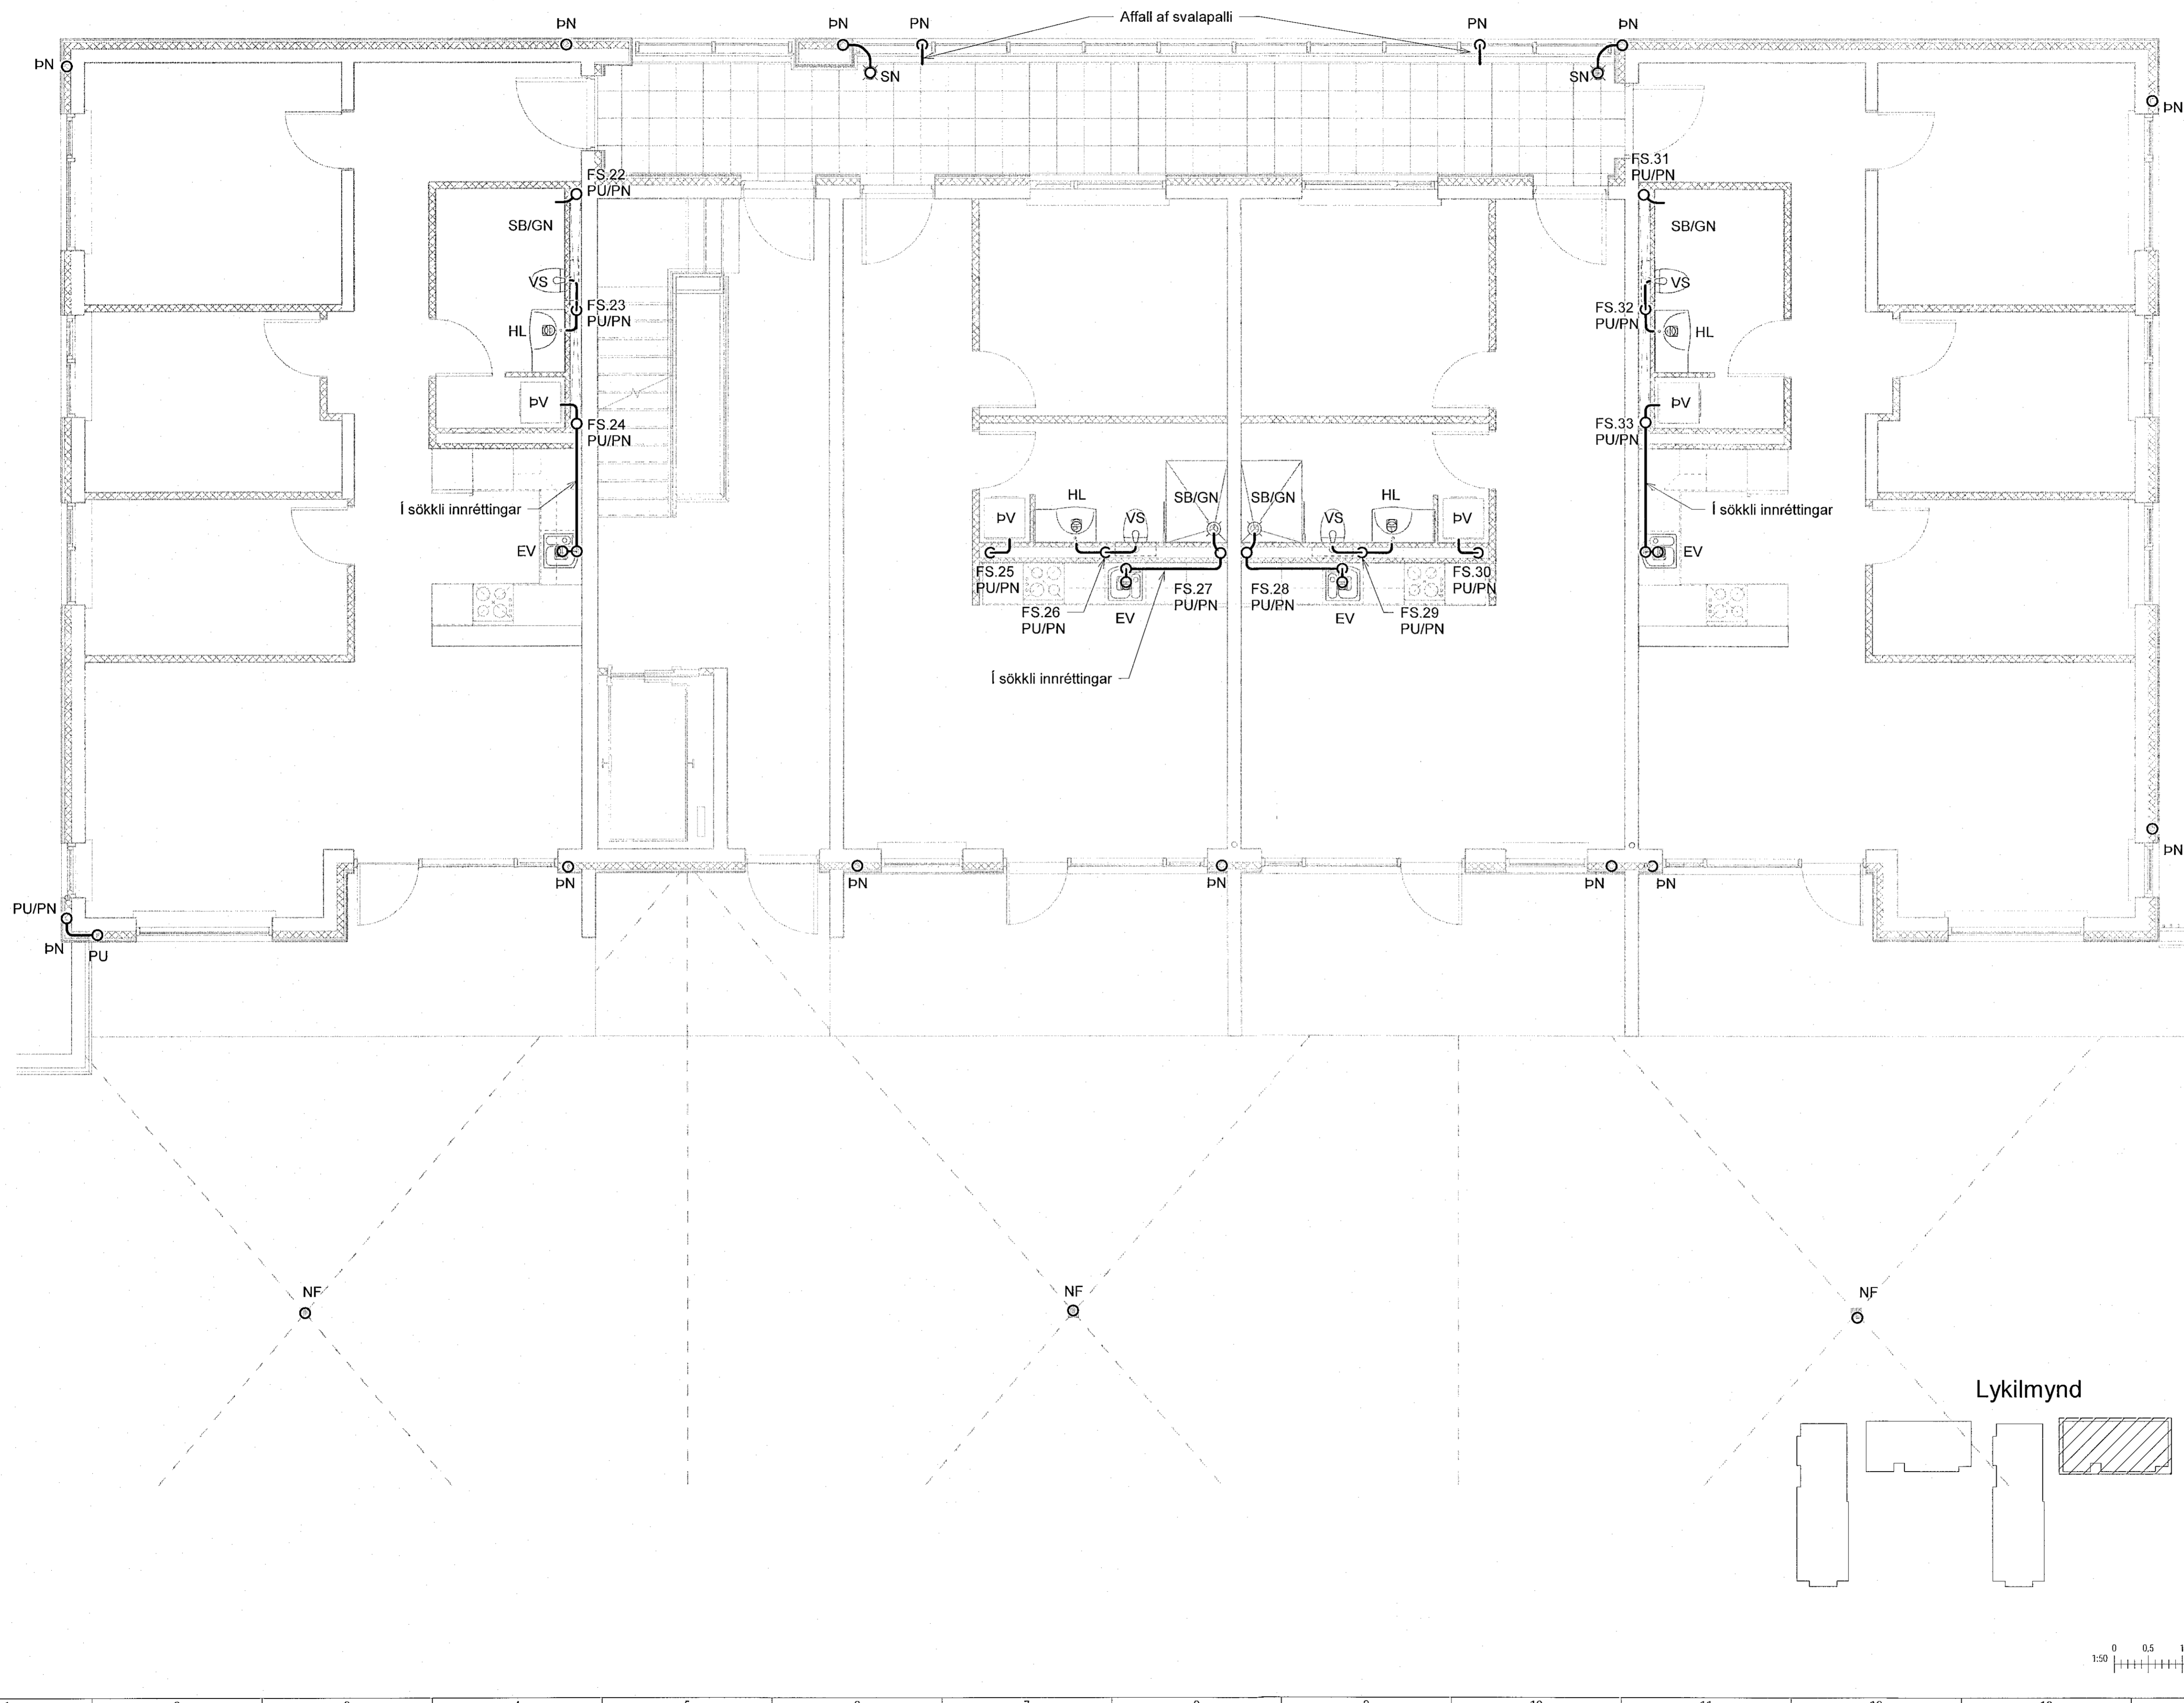 ÞN
ÞN
PN
Affall af svalapalli
PN
ÞN
ÞN
SN
SN
ÞN
FS.22
PU/PN
FS.31
PU/PN
SB/GN
SB/GN
VS
VS
FS.23
PU/PN
FS.32
PU/PN
HL
HL
ÞV
ÞV
FS.24
PU/PN
FS.33
PU/PN
Í sökkli innréttingar
HL
SB/GN
SB/GN
HL
Í sökkli innréttingar
ÞV
VS
VS
ÞV
EV
EV
FS.25
PU/PN
FS.26
PU/PN
EV
FS.27
PU/PN
FS.28
PU/PN
EV
FS.29
PU/PN
FS.30
PU/PN
Í sökkli innréttingar
ÞN
ÞN
ÞN
ÞN
ÞN
ÞN
PU/PN
ÞN
PU
NF
NF
NF
Lykilmynd
1:50
0 0,5 1